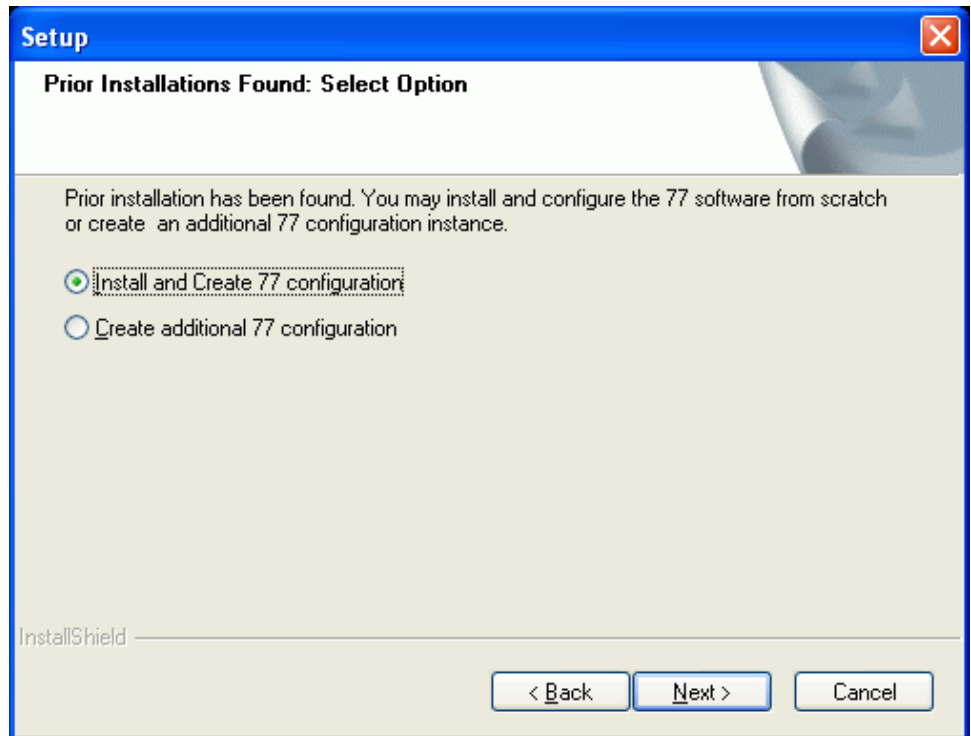 Setup
Prior Installations Found: Select Option
Prior installation has been found. You may install and configure the 77 software from scratch
or create  an additional 77 configuration instance.
Install and Create 77 configuration
Create additional 77 configuration
InstallShield
< Back
Next >
Cancel